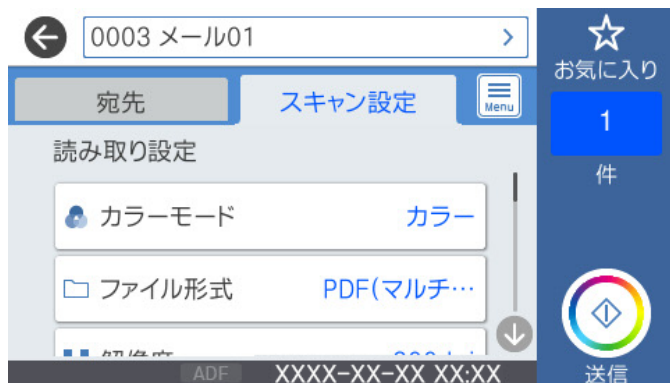 0003 メール01
お気に入り
宛先
スキャン設定
Menu
1
件
読み取り設定
カラーモード
カラー
ファイル形式
PDF(マルチ…
ADF
XXXX-XX-XX XX:XX
送信